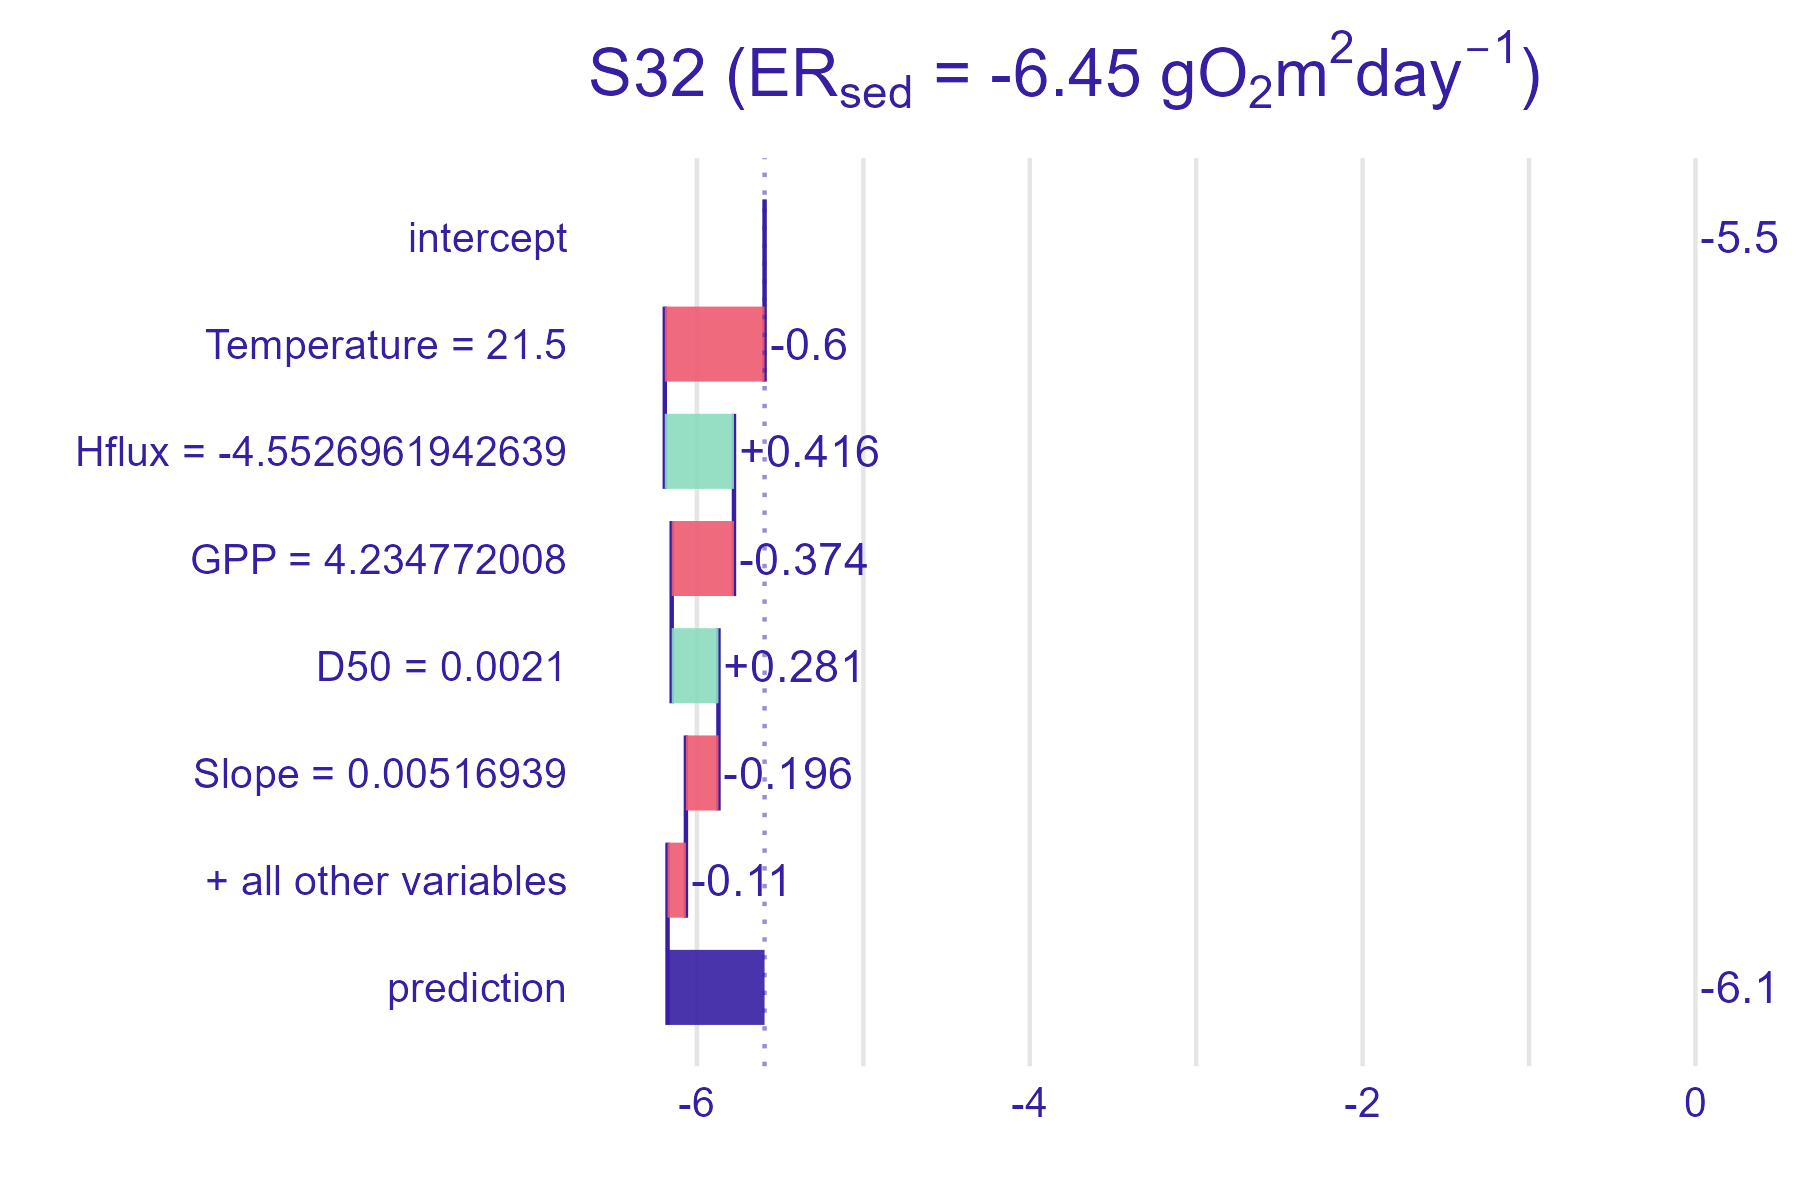 S32 (ERsed = -6.45 gO₂m²day⁻¹)
intercept -5.5
Temperature = 21.5 -0.6
Hflux = -4.5526961942639 +0.416
GPP = 4.234772008 -0.374
D50 = 0.0021 +0.281
Slope = 0.00516939 -0.196
+ all other variables -0.11
prediction -6.1
-6 -4 -2 0